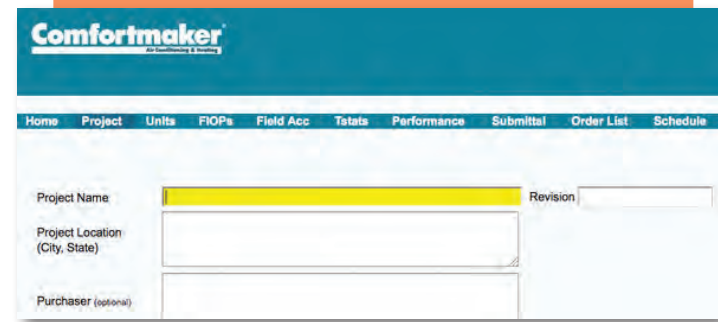 Comfortmaker
Air Conditioning & Heating
Home Project Units FIOPs Field Acc Tstats Performance Submittal Order List Schedule
Project Name Revision
Project Location
(City, State)
Purchaser (optional)